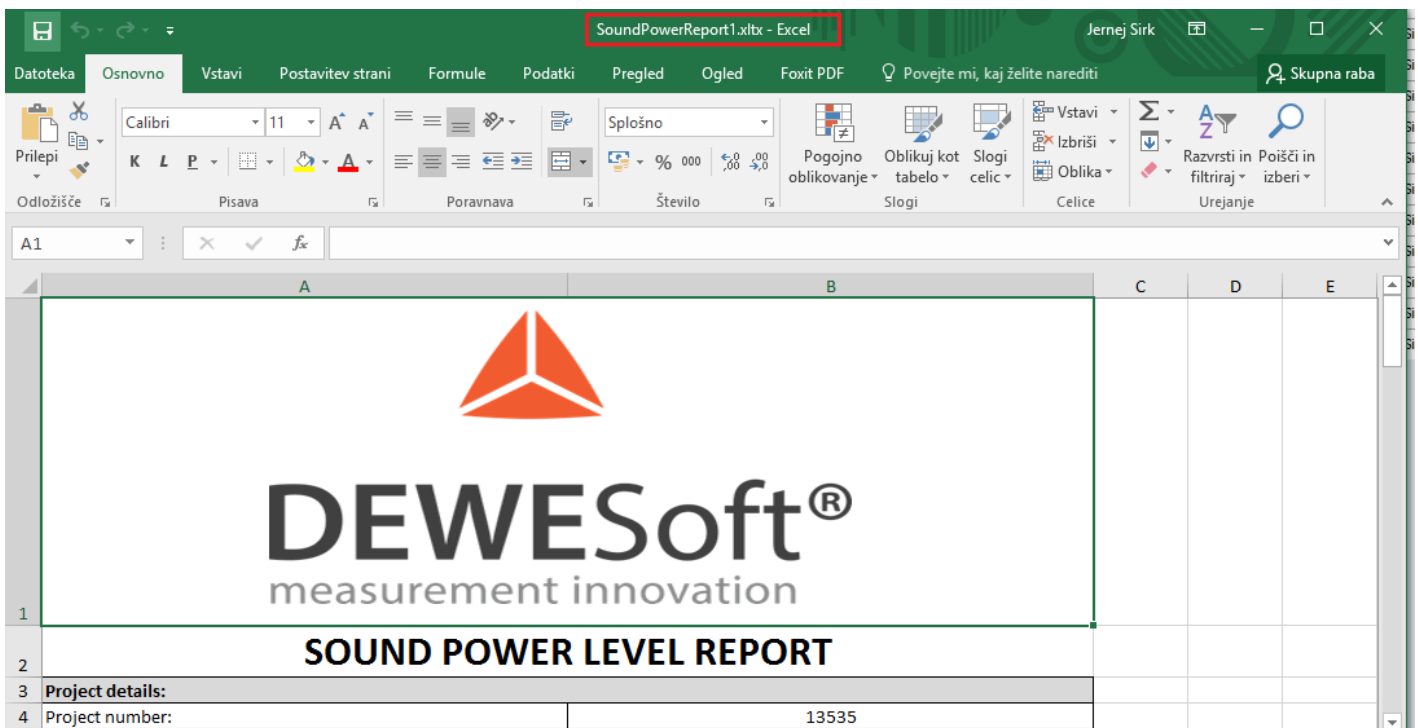 SoundPowerReport1.xltx - Excel
Jernej Sirk
Datoteka Osnovno Vstavi Postavitev strani Formule Podatki Pregled Ogled Foxit PDF Povejte mi, kaj želite narediti Skupna raba
Prilepi
Odložišče
Calibri 11
K L P A
Pisava
Poravnava
Splošno
% 000
Število
Pogojno oblikovanje
Oblikuj kot tabelo
Slogi celic
Slogi
Vstavi
Izbriši
Oblika
Celice
Razvrsti in filtriraj
Poišči in izberi
Urejanje
A1 fx
A B C D E
1
DEWESoft®
measurement innovation
2 SOUND POWER LEVEL REPORT
3 Project details:
4 Project number: 13535